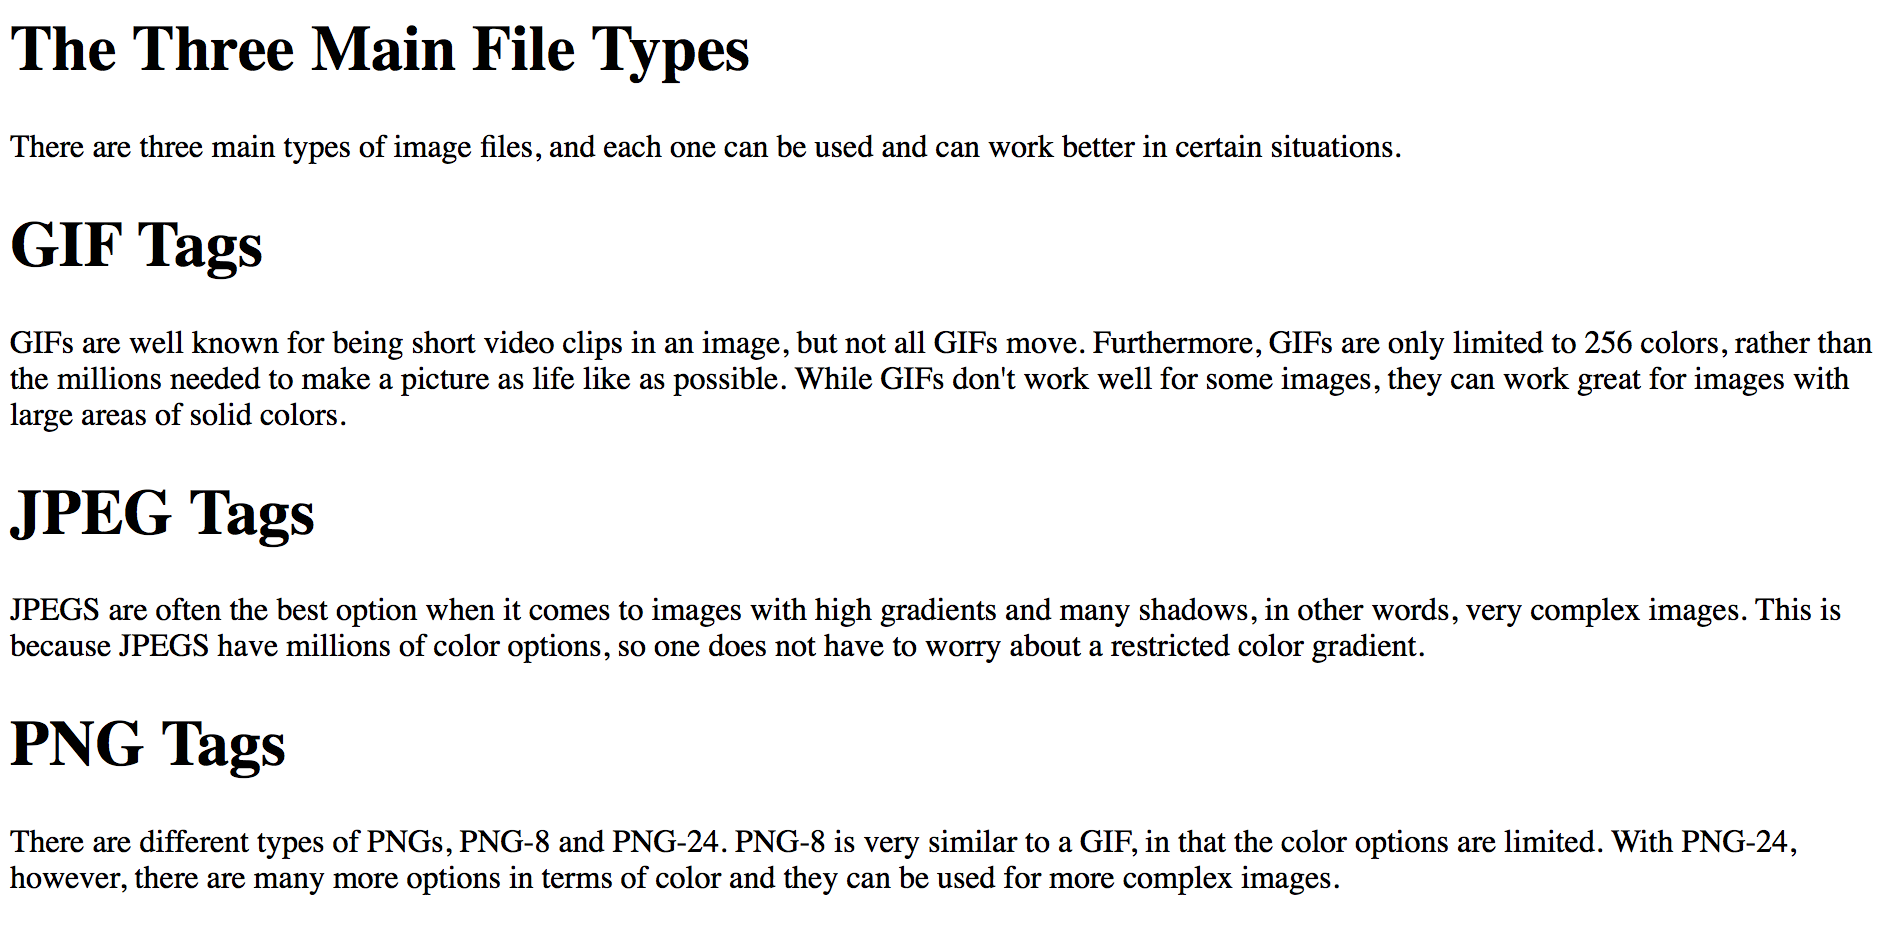 The Three Main File Types
There are three main types of image files, and each one can be used and can work better in certain situations.
GIF Tags
GIFs are well known for being short video clips in an image, but not all GIFs move. Furthermore, GIFs are only limited to 256 colors, rather than
the millions needed to make a picture as life like as possible. While GIFs don't work well for some images, they can work great for images with
large areas of solid colors.
JPEG Tags
JPEGS are often the best option when it comes to images with high gradients and many shadows, in other words, very complex images. This is
because JPEGS have millions of color options, so one does not have to worry about a restricted color gradient.
PNG Tags
There are different types of PNGs, PNG-8 and PNG-24. PNG-8 is very similar to a GIF, in that the color options are limited. With PNG-24,
however, there are many more options in terms of color and they can be used for more complex images.